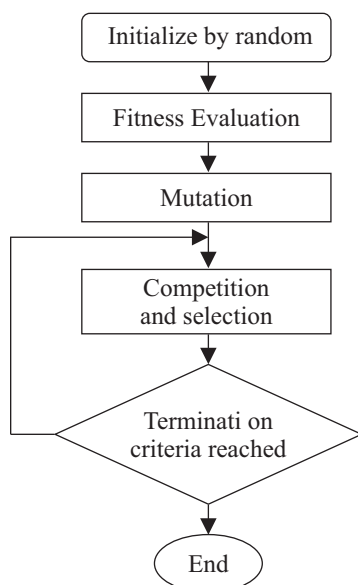 Initialize by random
Fitness Evaluation
Mutation
Competition
and selection
Terminati on
criteria reached
End